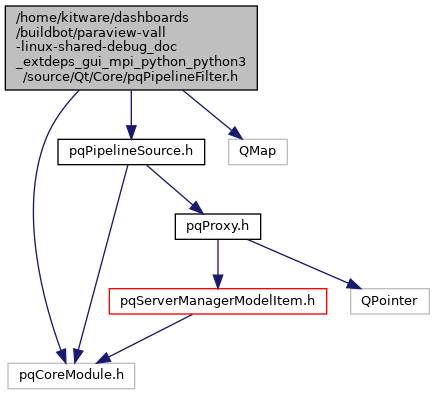 /home/kitware/dashboards
/buildbot/paraview-vall
-linux-shared-debug_doc
_extdeps_gui_mpi_python_python3
/source/Qt/Core/pqPipelineFilter.h
pqPipelineSource.h
QMap
pqProxy.h
pqServerManagerModelItem.h
QPointer
pqCoreModule.h